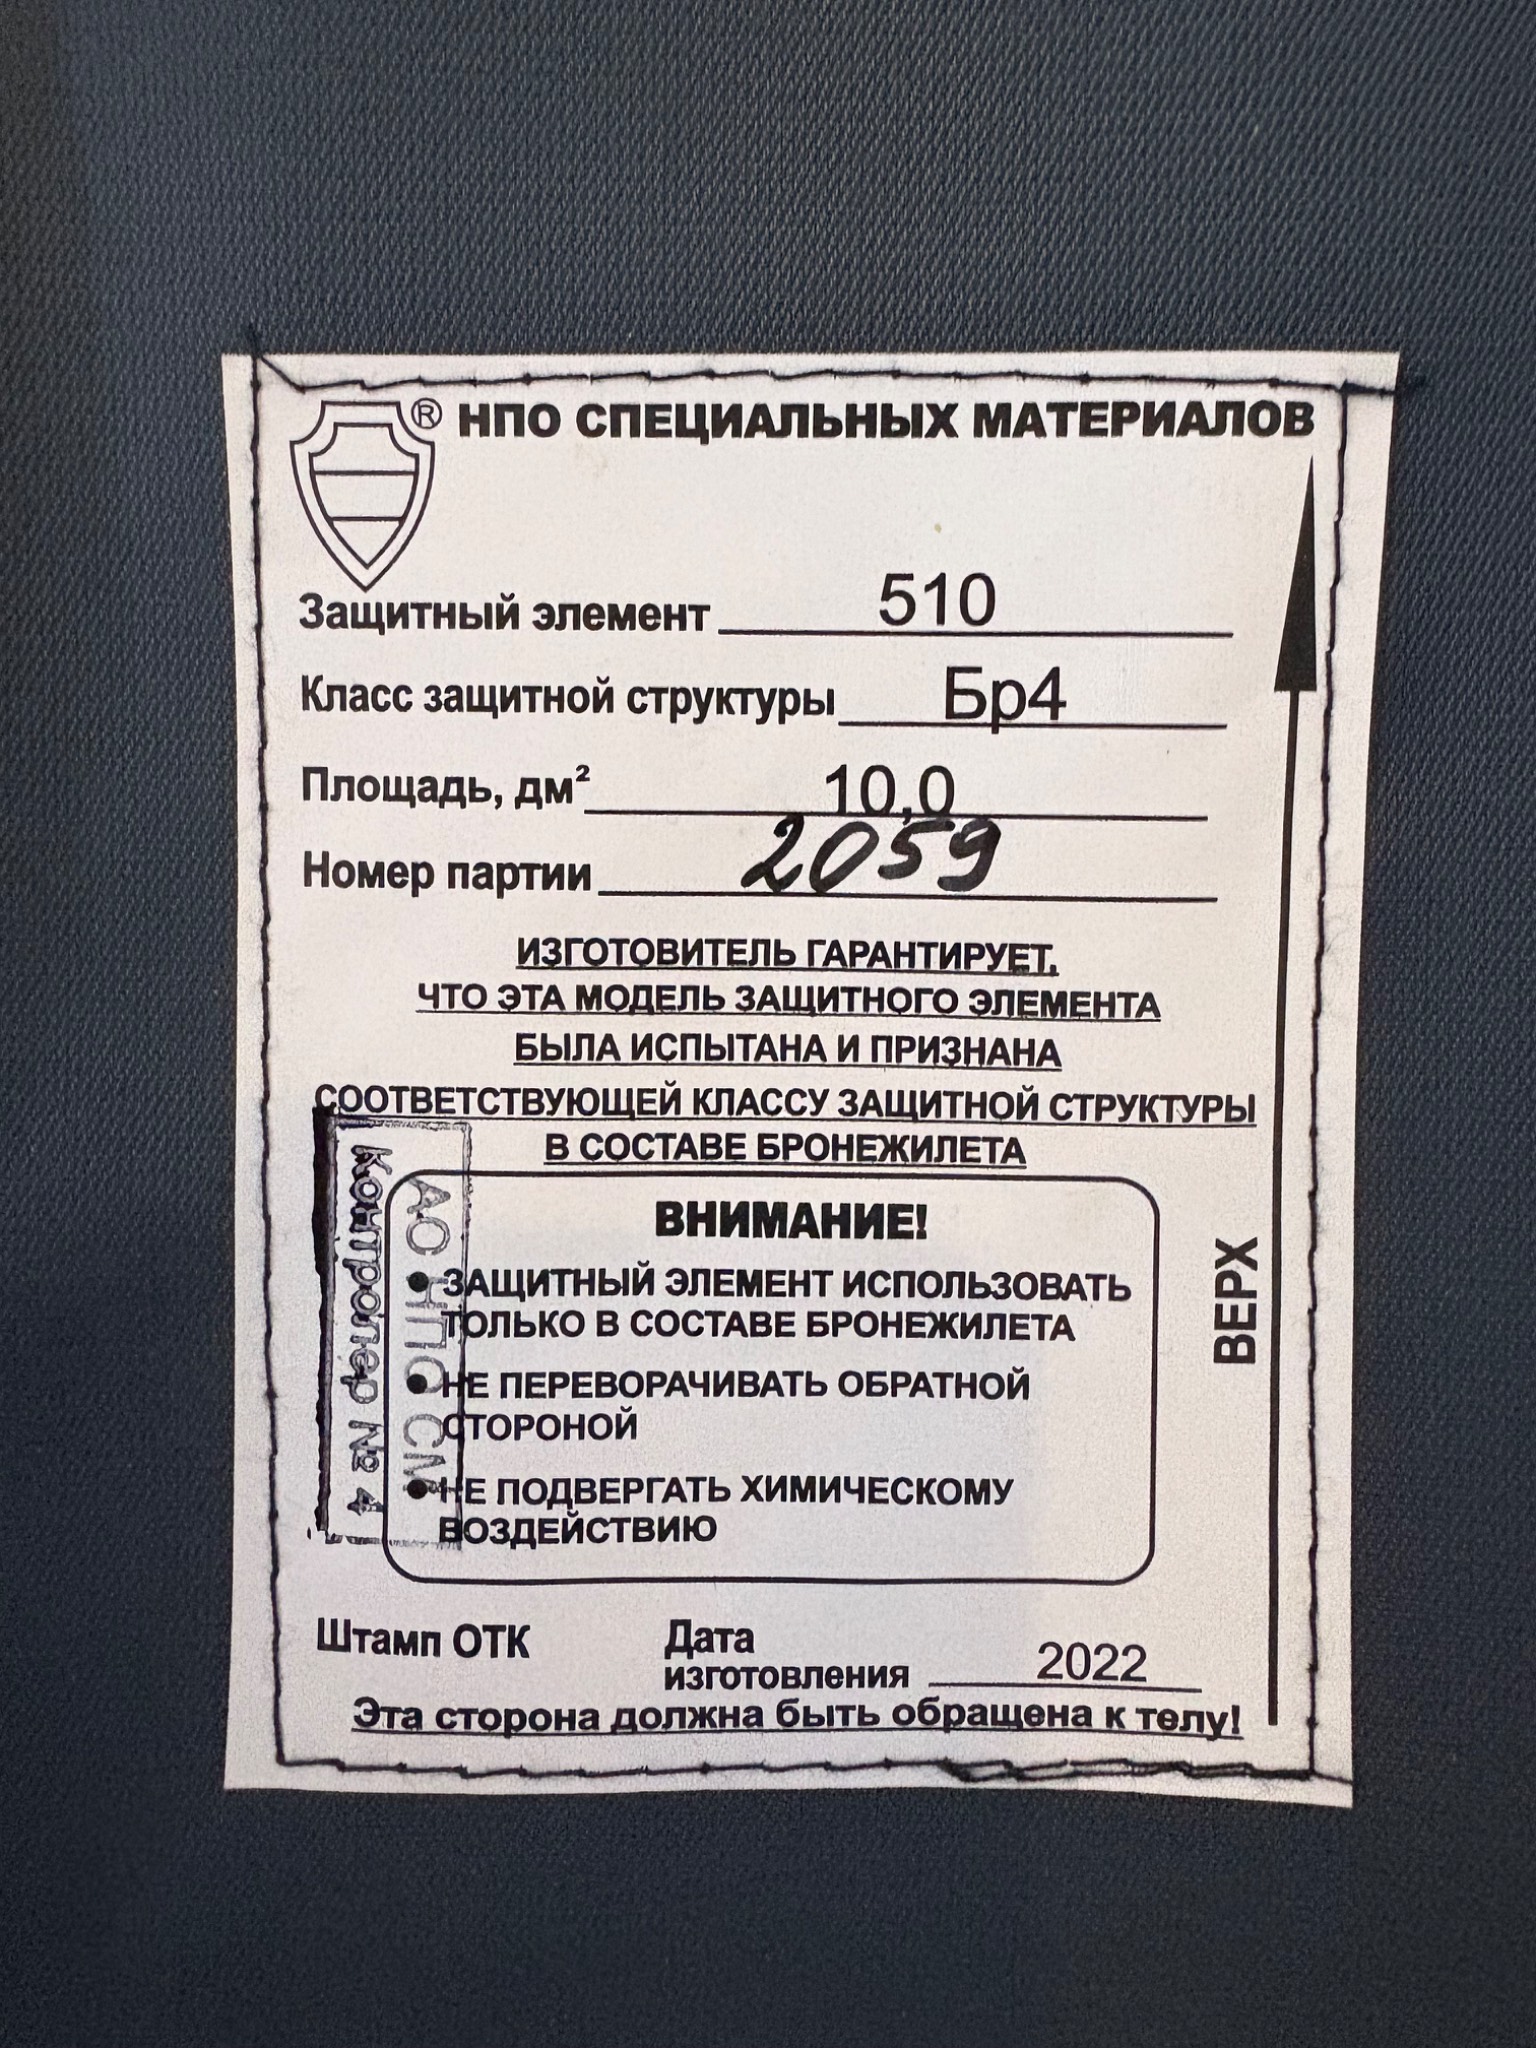 ® НПО СПЕЦИАЛЬНЫХ МАТЕРИАЛОВ
Защитный элемент 510
Класс защитной структуры Бр4
Площадь, дм² 10,0
Номер партии 2059
ИЗГОТОВИТЕЛЬ ГАРАНТИРУЕТ,
ЧТО ЭТА МОДЕЛЬ ЗАЩИТНОГО ЭЛЕМЕНТА
БЫЛА ИСПЫТАНА И ПРИЗНАНА
СООТВЕТСТВУЮЩЕЙ КЛАССУ ЗАЩИТНОЙ СТРУКТУРЫ
В СОСТАВЕ БРОНЕЖИЛЕТА
ВНИМАНИЕ!
• ЗАЩИТНЫЙ ЭЛЕМЕНТ ИСПОЛЬЗОВАТЬ
ТОЛЬКО В СОСТАВЕ БРОНЕЖИЛЕТА
• НЕ ПЕРЕВОРАЧИВАТЬ ОБРАТНОЙ
СТОРОНОЙ
• НЕ ПОДВЕРГАТЬ ХИМИЧЕСКОМУ
ВОЗДЕЙСТВИЮ
АО НПО СМ
Контролер № 4
ВЕРХ
Штамп ОТК
Дата
изготовления 2022
Эта сторона должна быть обращена к телу!